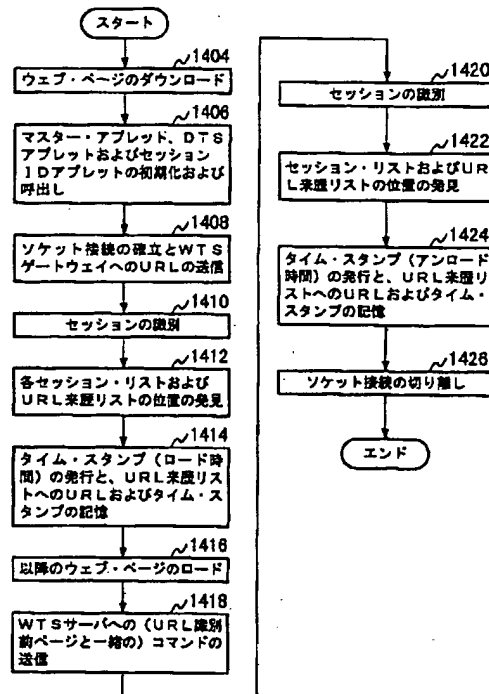 スタート
1404
ウェブ・ページのダウンロード
1406
マスター・アプレッド、DTS
アプレットおよびセッション
IDアプレットの初期化および
呼出し
1408
ソケット接続の確立とWTS
ゲートウェイへのURLの送信
1410
セッションの識別
1412
各セッション・リストおよび
URL来歴リストの位置の発見
1414
タイム・スタンプ(ロード時
間)の発行と、URL来歴リス
トへのURLおよびタイム・ス
タンプの記憶
1416
以降のウェブ・ページのロード
1418
WTSサーバへの(URL識別
前ページと一緒の)コマンドの
送信
1420
セッションの識別
1422
セッション・リストおよびUR
L来歴リストの位置の発見
1424
タイム・スタンプ(アンロード
時間)の発行と、URL来歴リ
ストへのURLおよびタイム・
スタンプの記憶
1426
ソケット接続の切り離し
エンド